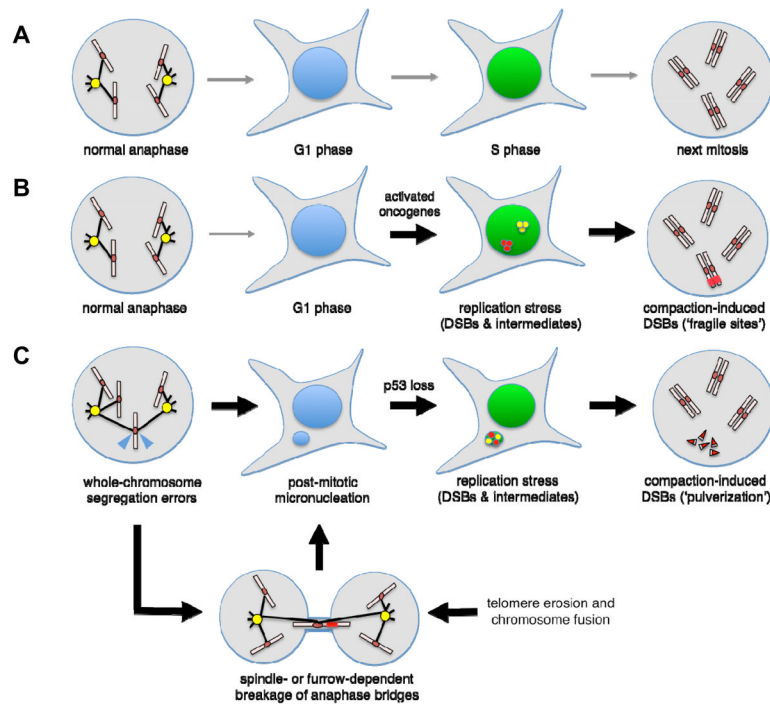 A
normal anaphase
G1 phase
S phase
next mitosis
B
activated
oncogenes
normal anaphase
G1 phase
replication stress
(DSBs & intermediates)
compaction-induced
DSBs (‘fragile sites’)
C
p53 loss
whole-chromosome
segregation errors
post-mitotic
micronucleation
replication stress
(DSBs & intermediates)
compaction-induced
DSBs (‘pulverization’)
telomere erosion and
chromosome fusion
spindle- or furrow-dependent
breakage of anaphase bridges